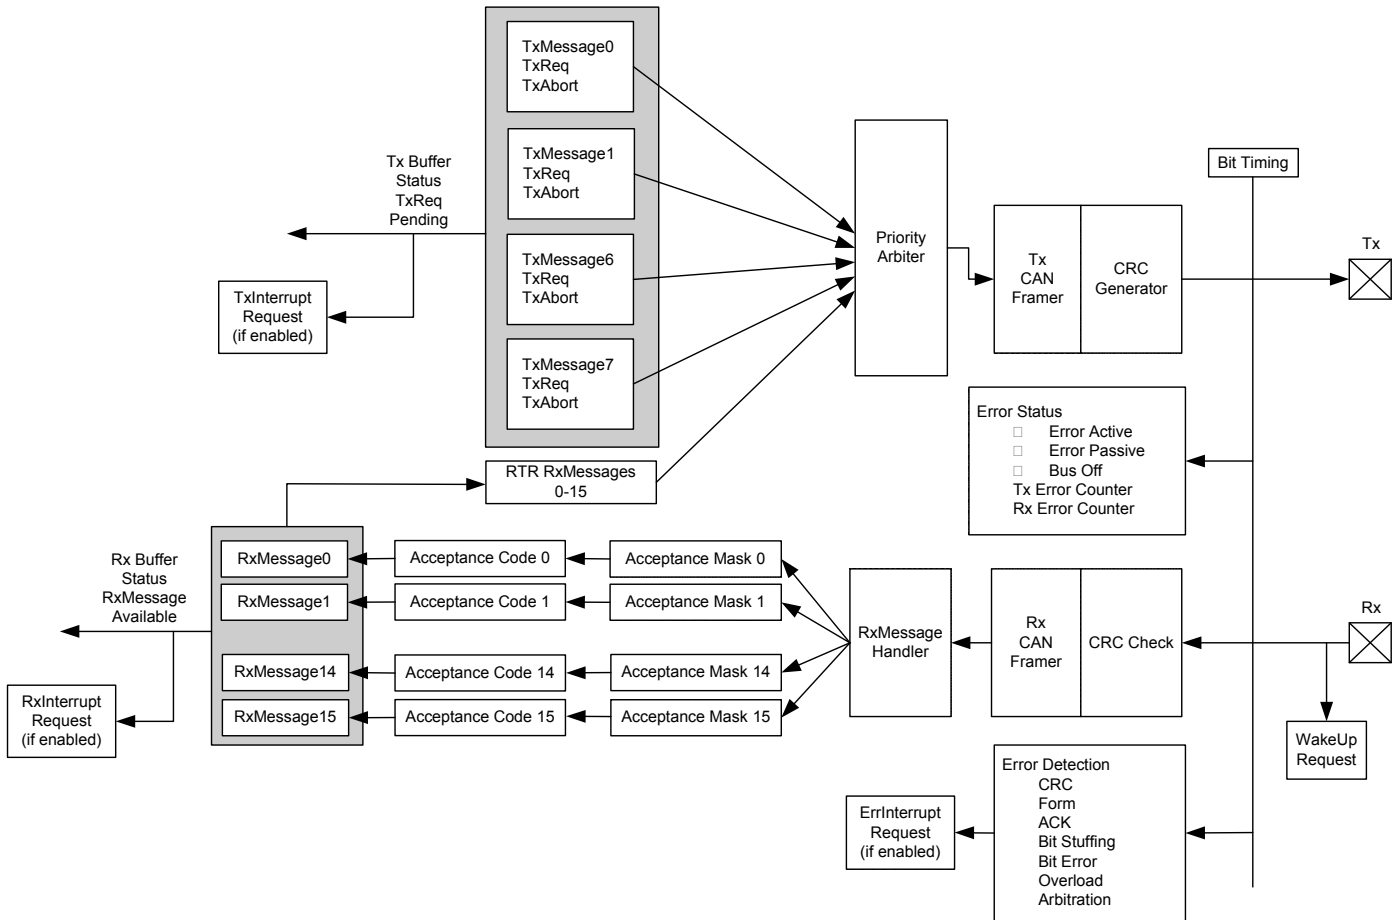 TxMessage0
TxReq
TxAbort
TxMessage1
TxReq
TxAbort
TxMessage6
TxReq
TxAbort
TxMessage7
TxReq
TxAbort
Tx Buffer
Status
TxReq
Pending
TxInterrupt
Request
(if enabled)
Priority
Arbiter
Tx
CAN
Framer
CRC
Generator
Bit Timing
Tx
Error Status
Error Active
Error Passive
Bus Off
Tx Error Counter
Rx Error Counter
RTR RxMessages
0-15
Rx Buffer
Status
RxMessage
Available
RxInterrupt
Request
(if enabled)
RxMessage0
Acceptance Code 0
Acceptance Mask 0
RxMessage1
Acceptance Code 1
Acceptance Mask 1
RxMessage14
Acceptance Code 14
Acceptance Mask 14
RxMessage15
Acceptance Code 15
Acceptance Mask 15
RxMessage
Handler
Rx
CAN
Framer
CRC Check
Rx
WakeUp
Request
Error Detection
CRC
Form
ACK
Bit Stuffing
Bit Error
Overload
Arbitration
ErrInterrupt
Request
(if enabled)